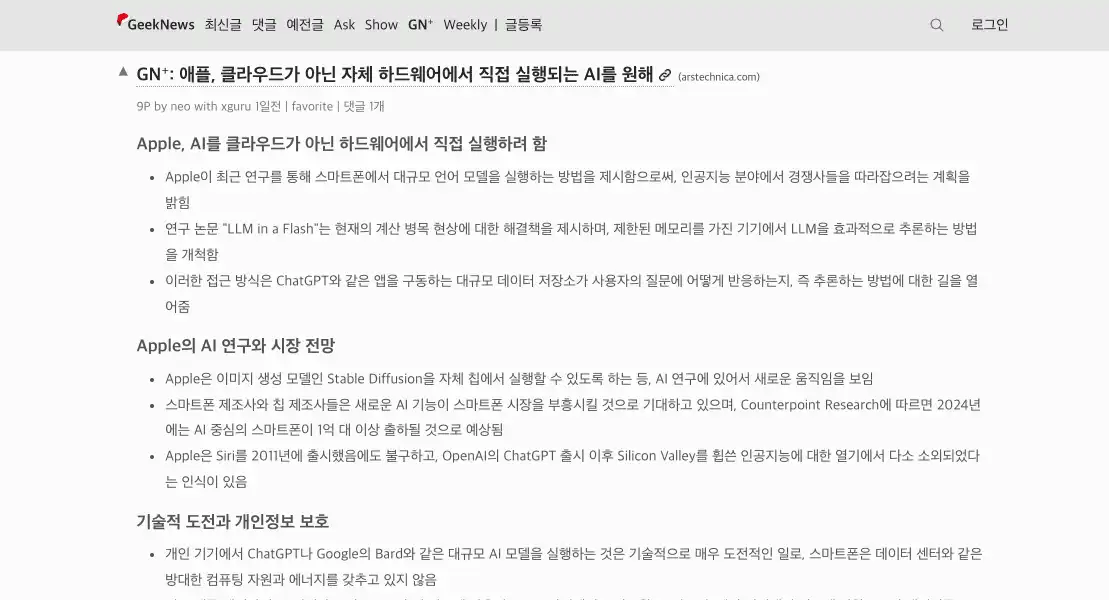 GeekNews 최신글 댓글 예전글 Ask Show GN⁺ Weekly | 글등록 로그인
▲ GN⁺: 애플, 클라우드가 아닌 자체 하드웨어에서 직접 실행되는 AI를 원해 (arstechnica.com)
9P by neo with xguru 1일전 | favorite | 댓글 1개
Apple, AI를 클라우드가 아닌 하드웨어에서 직접 실행하려 함
• Apple이 최근 연구를 통해 스마트폰에서 대규모 언어 모델을 실행하는 방법을 제시함으로써, 인공지능 분야에서 경쟁사들을 따라잡으려는 계획을
밝힘
• 연구 논문 "LLM in a Flash"는 현재의 계산 병목 현상에 대한 해결책을 제시하며, 제한된 메모리를 가진 기기에서 LLM을 효과적으로 추론하는 방법
을 개척함
• 이러한 접근 방식은 ChatGPT와 같은 앱을 구동하는 대규모 데이터 저장소가 사용자의 질문에 어떻게 반응하는지, 즉 추론하는 방법에 대한 길을 열
어줌
Apple의 AI 연구와 시장 전망
• Apple은 이미지 생성 모델인 Stable Diffusion을 자체 칩에서 실행할 수 있도록 하는 등, AI 연구에 있어서 새로운 움직임을 보임
• 스마트폰 제조사와 칩 제조사들은 새로운 AI 기능이 스마트폰 시장을 부흥시킬 것으로 기대하고 있으며, Counterpoint Research에 따르면 2024년
에는 AI 중심의 스마트폰이 1억 대 이상 출하될 것으로 예상됨
• Apple은 Siri를 2011년에 출시했음에도 불구하고, OpenAI의 ChatGPT 출시 이후 Silicon Valley를 휩쓴 인공지능에 대한 열기에서 다소 소외되었다
는 인식이 있음
기술적 도전과 개인정보 보호
• 개인 기기에서 ChatGPT나 Google의 Bard와 같은 대규모 AI 모델을 실행하는 것은 기술적으로 매우 도전적인 일로, 스마트폰은 데이터 센터와 같은
방대한 컴퓨팅 자원과 에너지를 갖추고 있지 않음